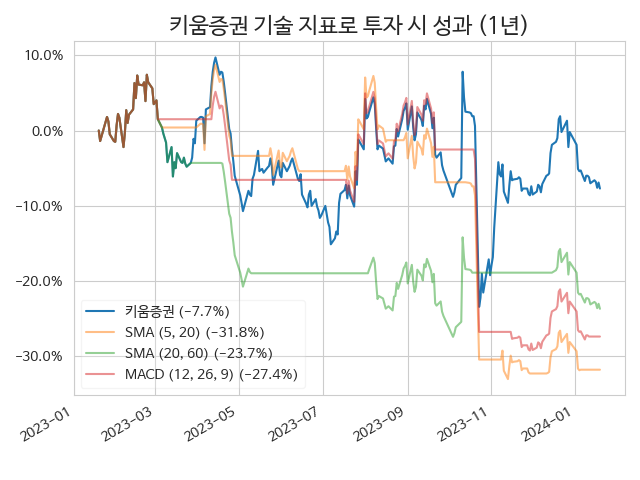 키움증권 기술 지표로 투자 시 성과 (1년)
10.0%
0.0%
−10.0%
−20.0%
−30.0%
키움증권 (−7.7%)
SMA (5, 20) (−31.8%)
SMA (20, 60) (−23.7%)
MACD (12, 26, 9) (−27.4%)
2023-01
2023-03
2023-05
2023-07
2023-09
2023-11
2024-01